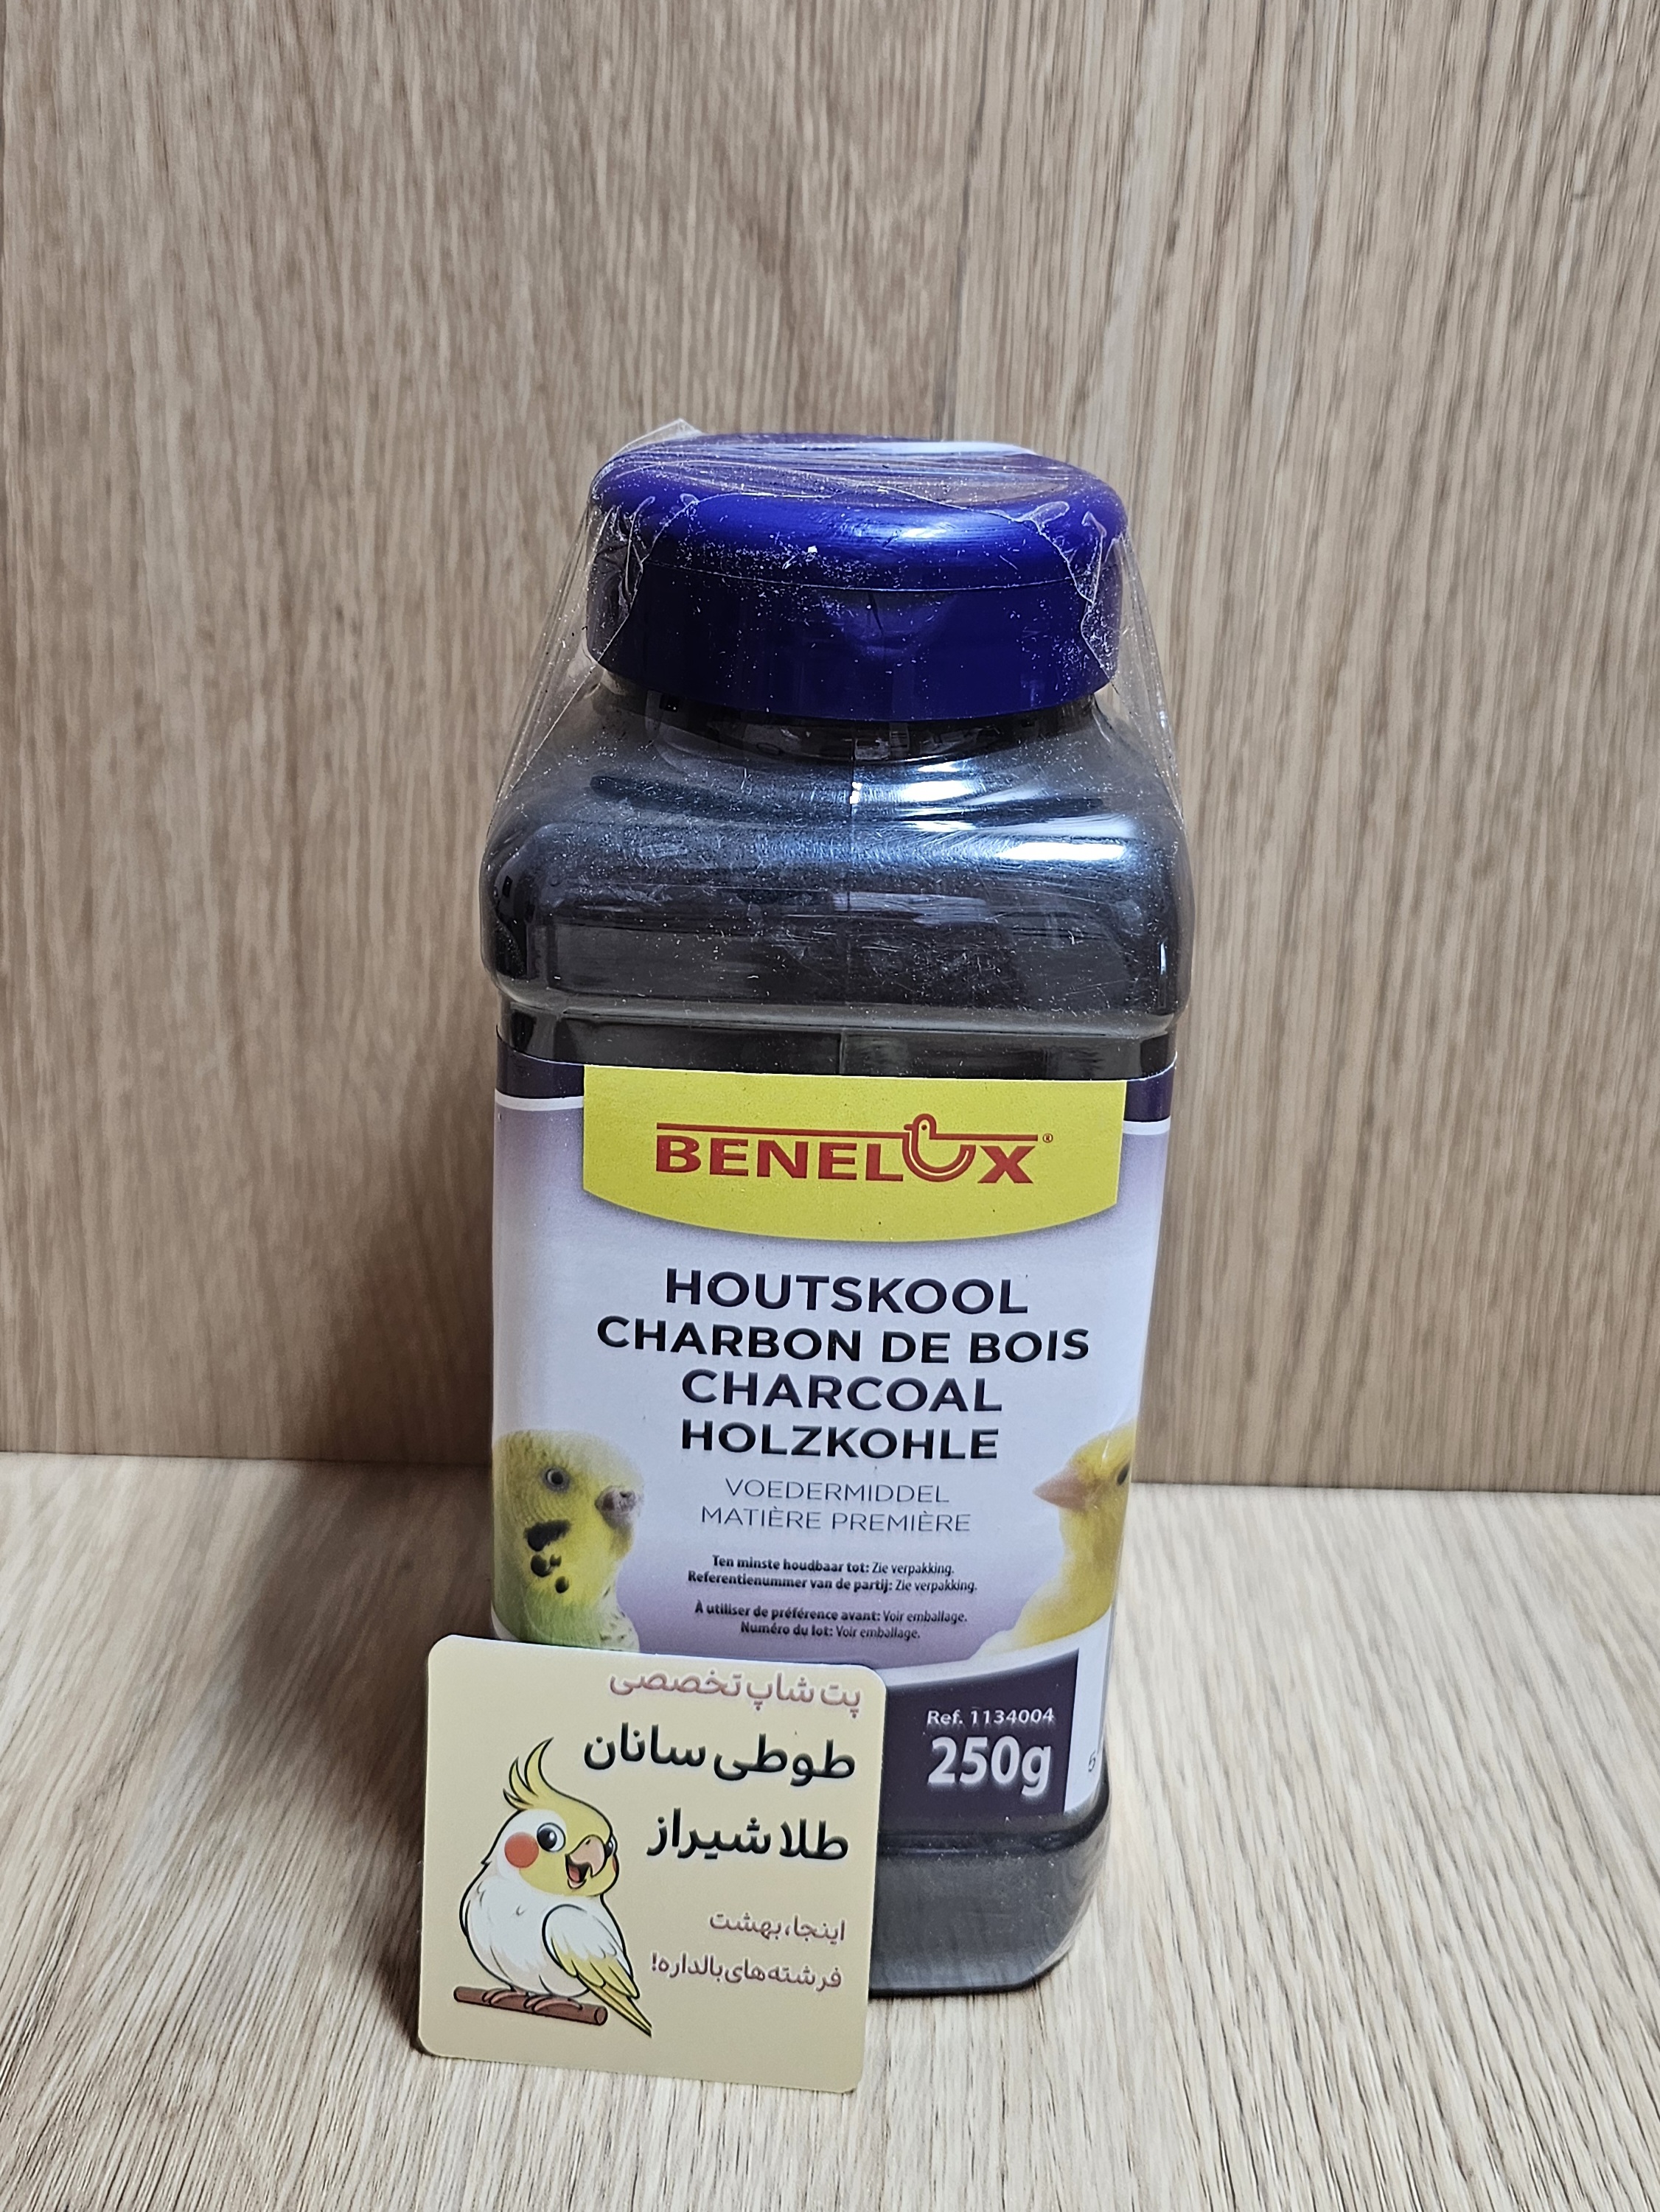 BENELUX®
HOUTSKOOL
CHARBON DE BOIS
CHARCOAL
HOLZKOHLE
VOEDERMIDDEL
MATIÈRE PREMIÈRE
Ten minste houdbaar tot: Zie verpakking.
Referentienummer van de partij: Zie verpakking.
À utiliser de préférence avant: Voir emballage.
Numéro du lot: Voir emballage.
Ref. 1134004
250g
پت شاپ تخصصی
طوطی سانان
طلا شیراز
اینجا، بهشت
فرشته‌های بالداره!